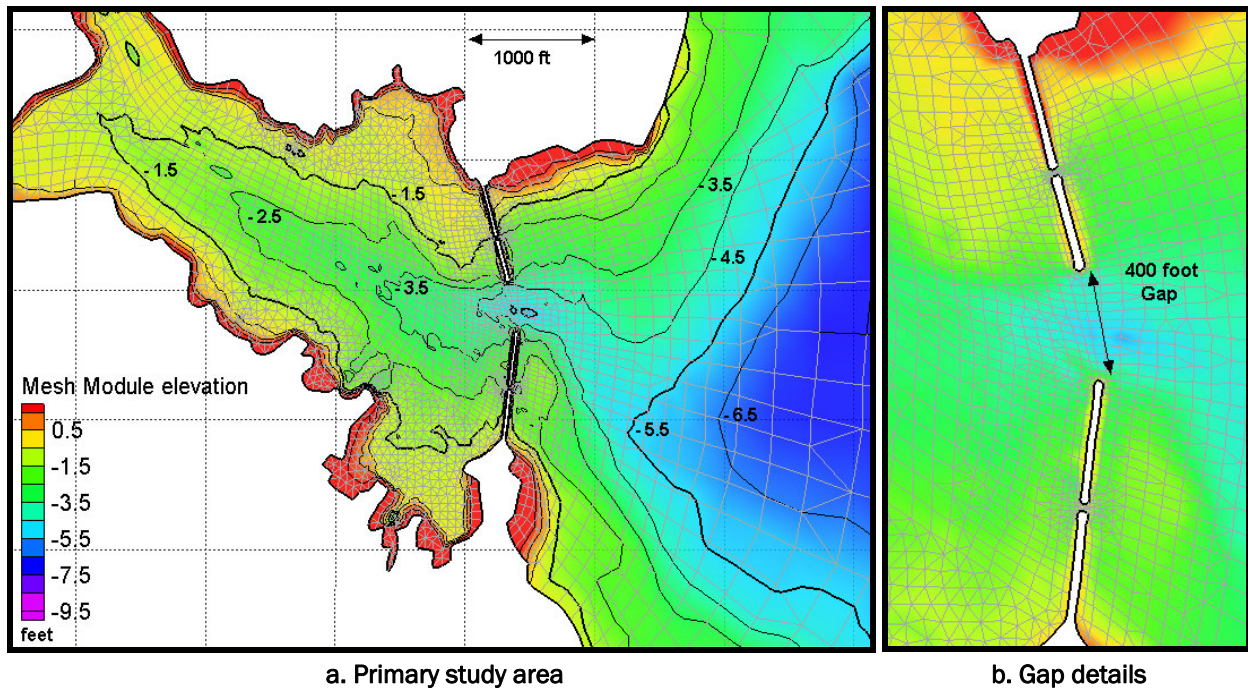 1000 ft
- 1.5
- 1.5
- 2.5
- 3.5
- 3.5
- 4.5
- 5.5
- 6.5
Mesh Module elevation
0.5
-1.5
-3.5
-5.5
-7.5
-9.5
feet
400 foot
Gap
a. Primary study area
b. Gap details